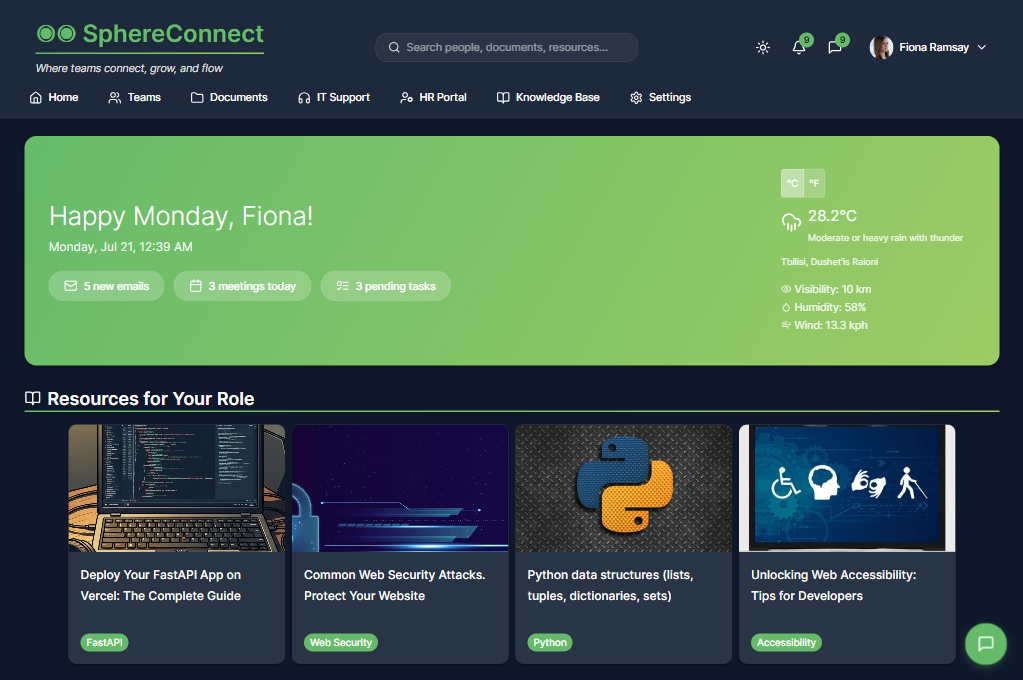 SphereConnect
Where teams connect, grow, and flow
Search people, documents, resources...
9
9
Fiona Ramsay
Home
Teams
Documents
IT Support
HR Portal
Knowledge Base
Settings
Happy Monday, Fiona!
Monday, Jul 21, 12:39 AM
5 new emails
3 meetings today
3 pending tasks
°C
°F
28.2°C
Moderate or heavy rain with thunder
Tbilisi, Dushet'is Raioni
Visibility: 10 km
Humidity: 58%
Wind: 13.3 kph
Resources for Your Role
Deploy Your FastAPI App on
Vercel: The Complete Guide
FastAPI
Common Web Security Attacks.
Protect Your Website
Web Security
Python data structures (lists,
tuples, dictionaries, sets)
Python
Unlocking Web Accessibility:
Tips for Developers
Accessibility